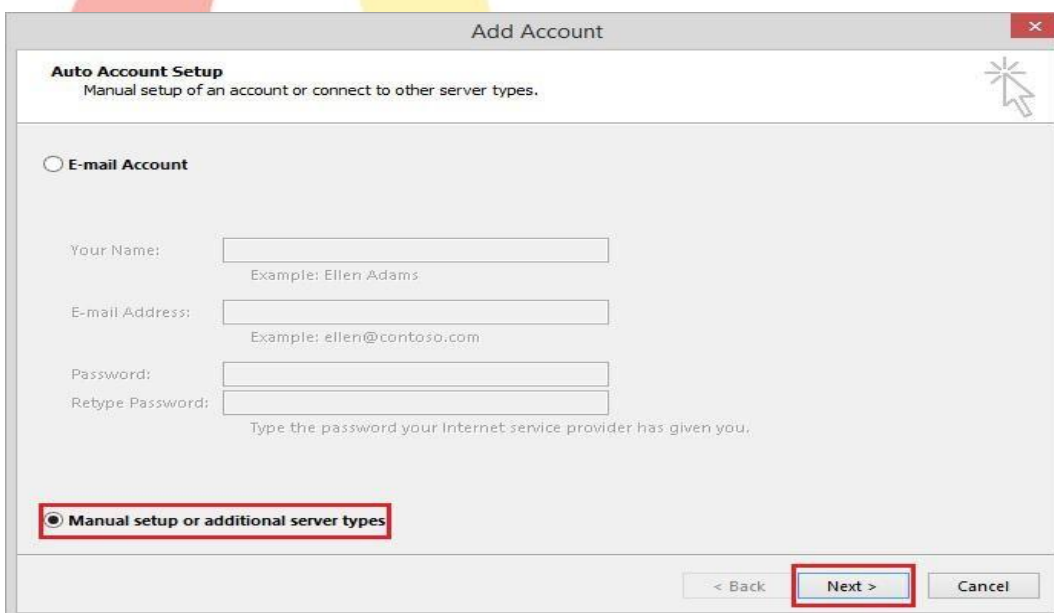 Add Account
Auto Account Setup
Manual setup of an account or connect to other server types.
E-mail Account
Your Name:
Example: Ellen Adams
E-mail Address:
Example: ellen@contoso.com
Password:
Retype Password:
Type the password your Internet service provider has given you.
Manual setup or additional server types
< Back Next > Cancel